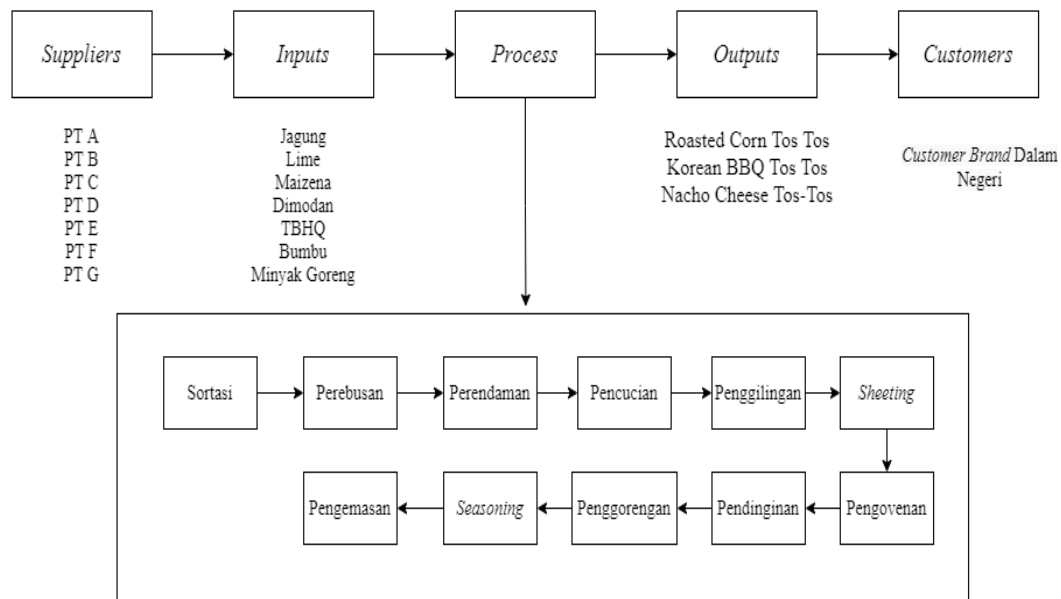 Suppliers
Inputs
Process
Outputs
Customers
PT A
PT B
PT C
PT D
PT E
PT F
PT G
Jagung
Lime
Maizena
Dimodan
TBHQ
Bumbu
Minyak Goreng
Roasted Corn Tos Tos
Korean BBQ Tos Tos
Nacho Cheese Tos-Tos
Customer Brand Dalam
Negeri
Sortasi
Perebusan
Perendaman
Pencucian
Penggilingan
Sheeting
Pengovenan
Pendinginan
Penggorengan
Seasoning
Pengemasan